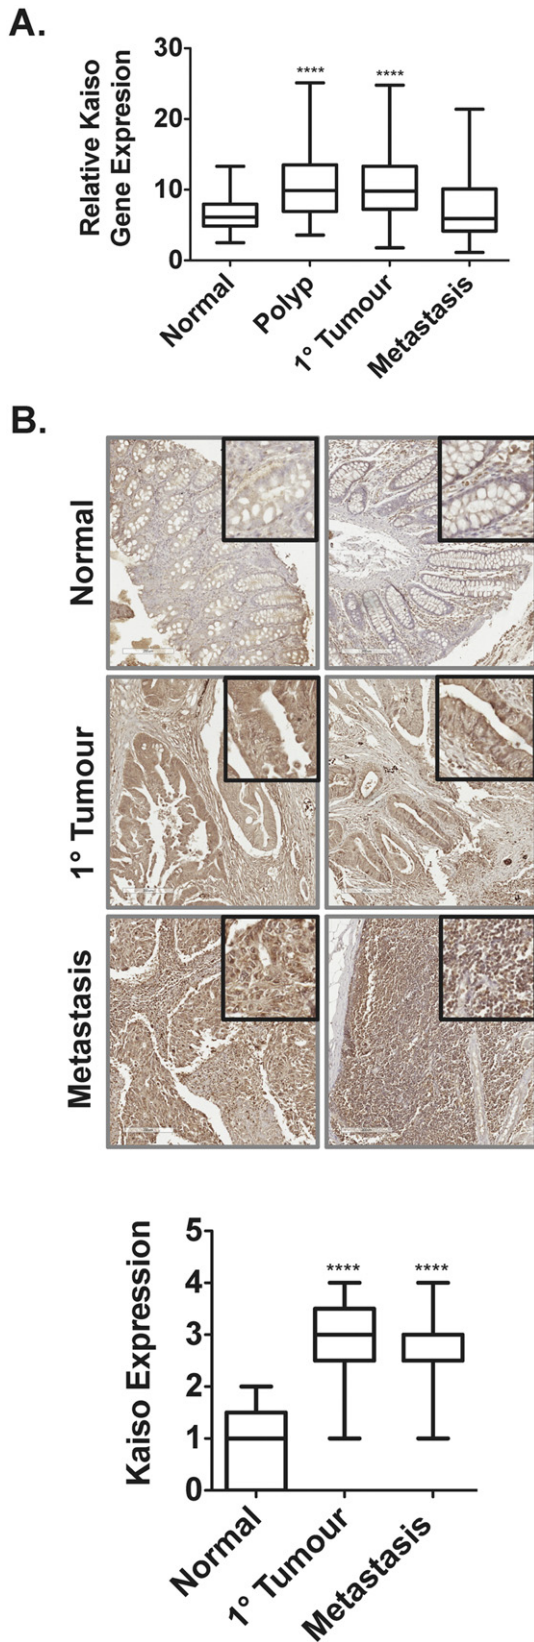 A.
Relative Kaiso
Gene Expresion
30
20
10
0
****
****
Normal
Polyp
1° Tumour
Metastasis
B.
Normal
1° Tumour
Metastasis
Kaiso Expression
5
4
3
2
1
0
****
****
Normal
1° Tumour
Metastasis